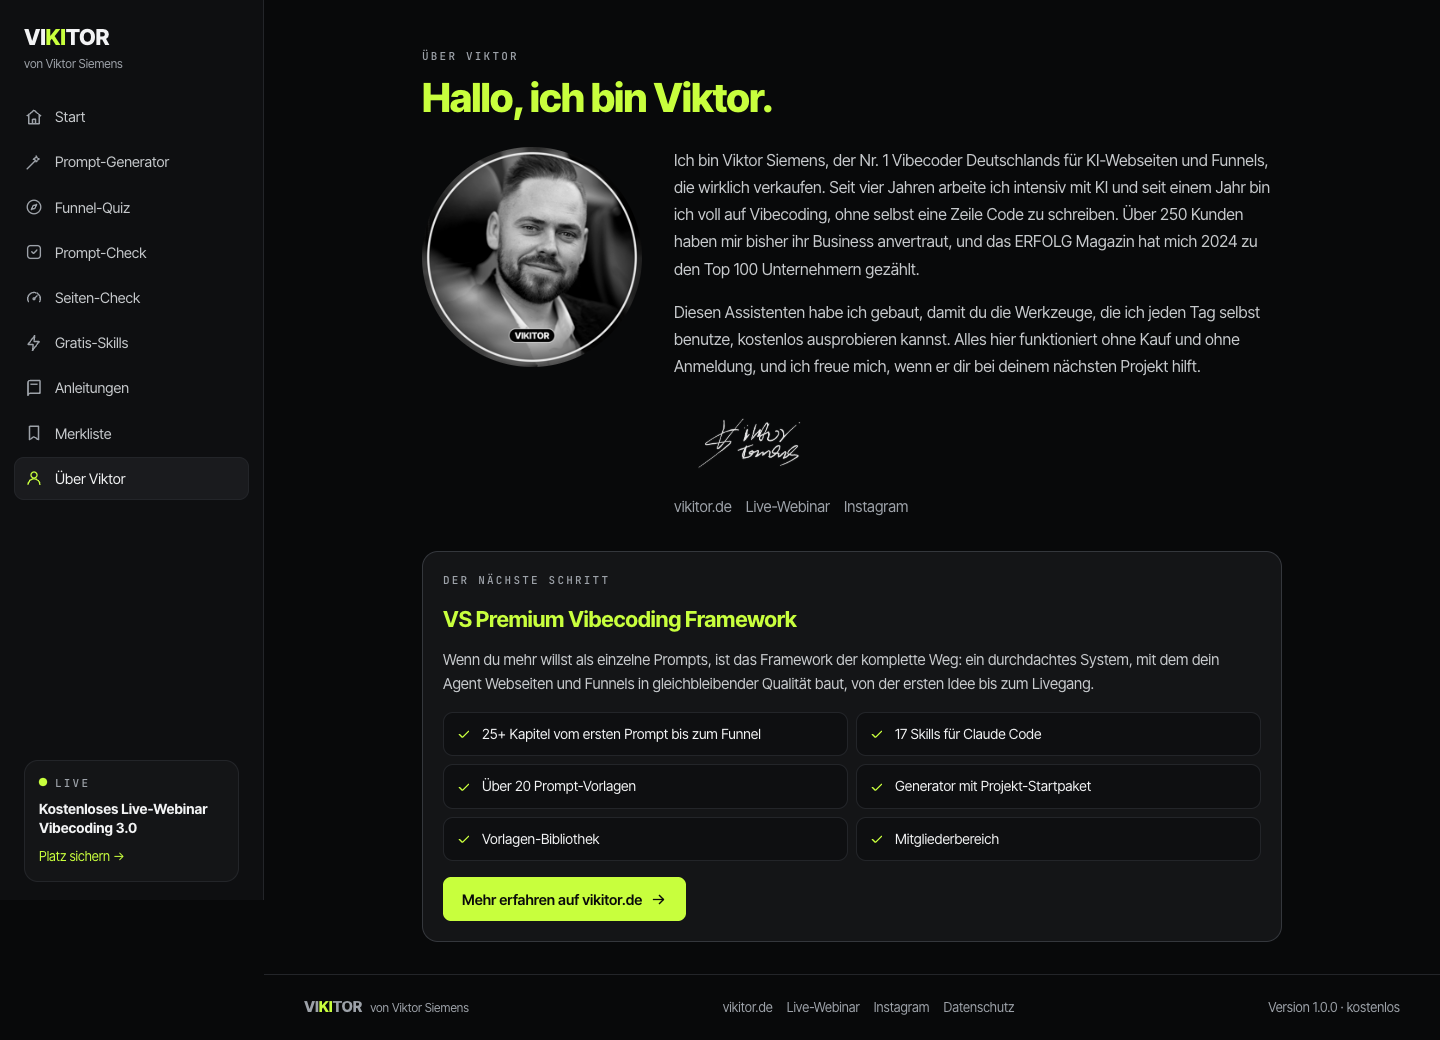 VIKITOR
von Viktor Siemens
Start
Prompt-Generator
Funnel-Quiz
Prompt-Check
Seiten-Check
Gratis-Skills
Anleitungen
Merkliste
Über Viktor
LIVE
Kostenloses Live-Webinar
Vibecoding 3.0
Platz sichern →
ÜBER VIKTOR
Hallo, ich bin Viktor.
VIKITOR
Ich bin Viktor Siemens, der Nr. 1 Vibecoder Deutschlands für KI-Webseiten und Funnels,
die wirklich verkaufen. Seit vier Jahren arbeite ich intensiv mit KI und seit einem Jahr bin
ich voll auf Vibecoding, ohne selbst eine Zeile Code zu schreiben. Über 250 Kunden
haben mir bisher ihr Business anvertraut, und das ERFOLG Magazin hat mich 2024 zu
den Top 100 Unternehmern gezählt.
Diesen Assistenten habe ich gebaut, damit du die Werkzeuge, die ich jeden Tag selbst
benutze, kostenlos ausprobieren kannst. Alles hier funktioniert ohne Kauf und ohne
Anmeldung, und ich freue mich, wenn er dir bei deinem nächsten Projekt hilft.
vikitor.de Live-Webinar Instagram
DER NÄCHSTE SCHRITT
VS Premium Vibecoding Framework
Wenn du mehr willst als einzelne Prompts, ist das Framework der komplette Weg: ein durchdachtes System, mit dem dein
Agent Webseiten und Funnels in gleichbleibender Qualität baut, von der ersten Idee bis zum Livegang.
25+ Kapitel vom ersten Prompt bis zum Funnel
17 Skills für Claude Code
Über 20 Prompt-Vorlagen
Generator mit Projekt-Startpaket
Vorlagen-Bibliothek
Mitgliederbereich
Mehr erfahren auf vikitor.de →
VIKITOR von Viktor Siemens
vikitor.de Live-Webinar Instagram Datenschutz
Version 1.0.0 · kostenlos